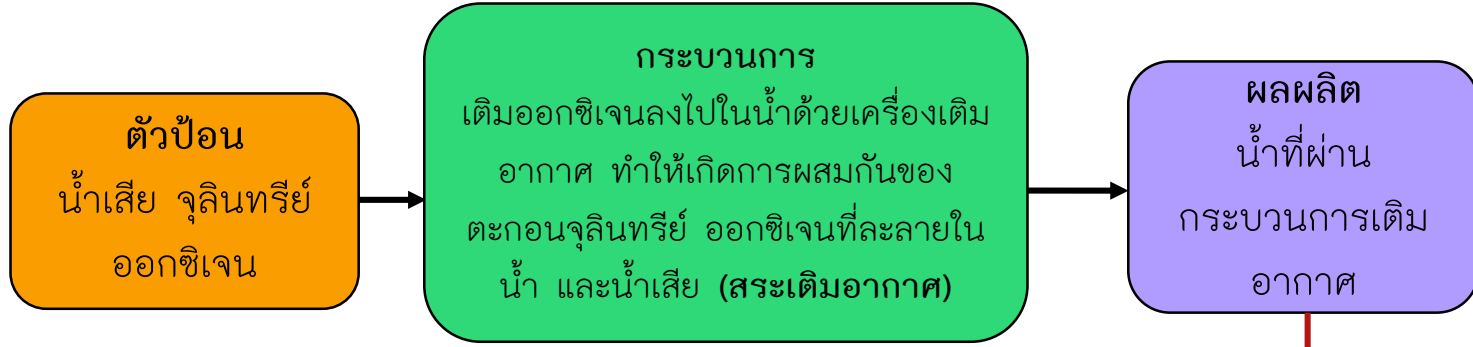 ตัวป้อน
น้ำเสีย จุลินทรีย์
ออกซิเจน
กระบวนการ
เติมออกซิเจนลงไปในน้ำด้วยเครื่องเติม
อากาศ ทำให้เกิดการผสมกันของ
ตะกอนจุลินทรีย์ ออกซิเจนที่ละลายใน
น้ำ และน้ำเสีย (สระเติมอากาศ)
ผลผลิต
น้ำที่ผ่าน
กระบวนการเติม
อากาศ